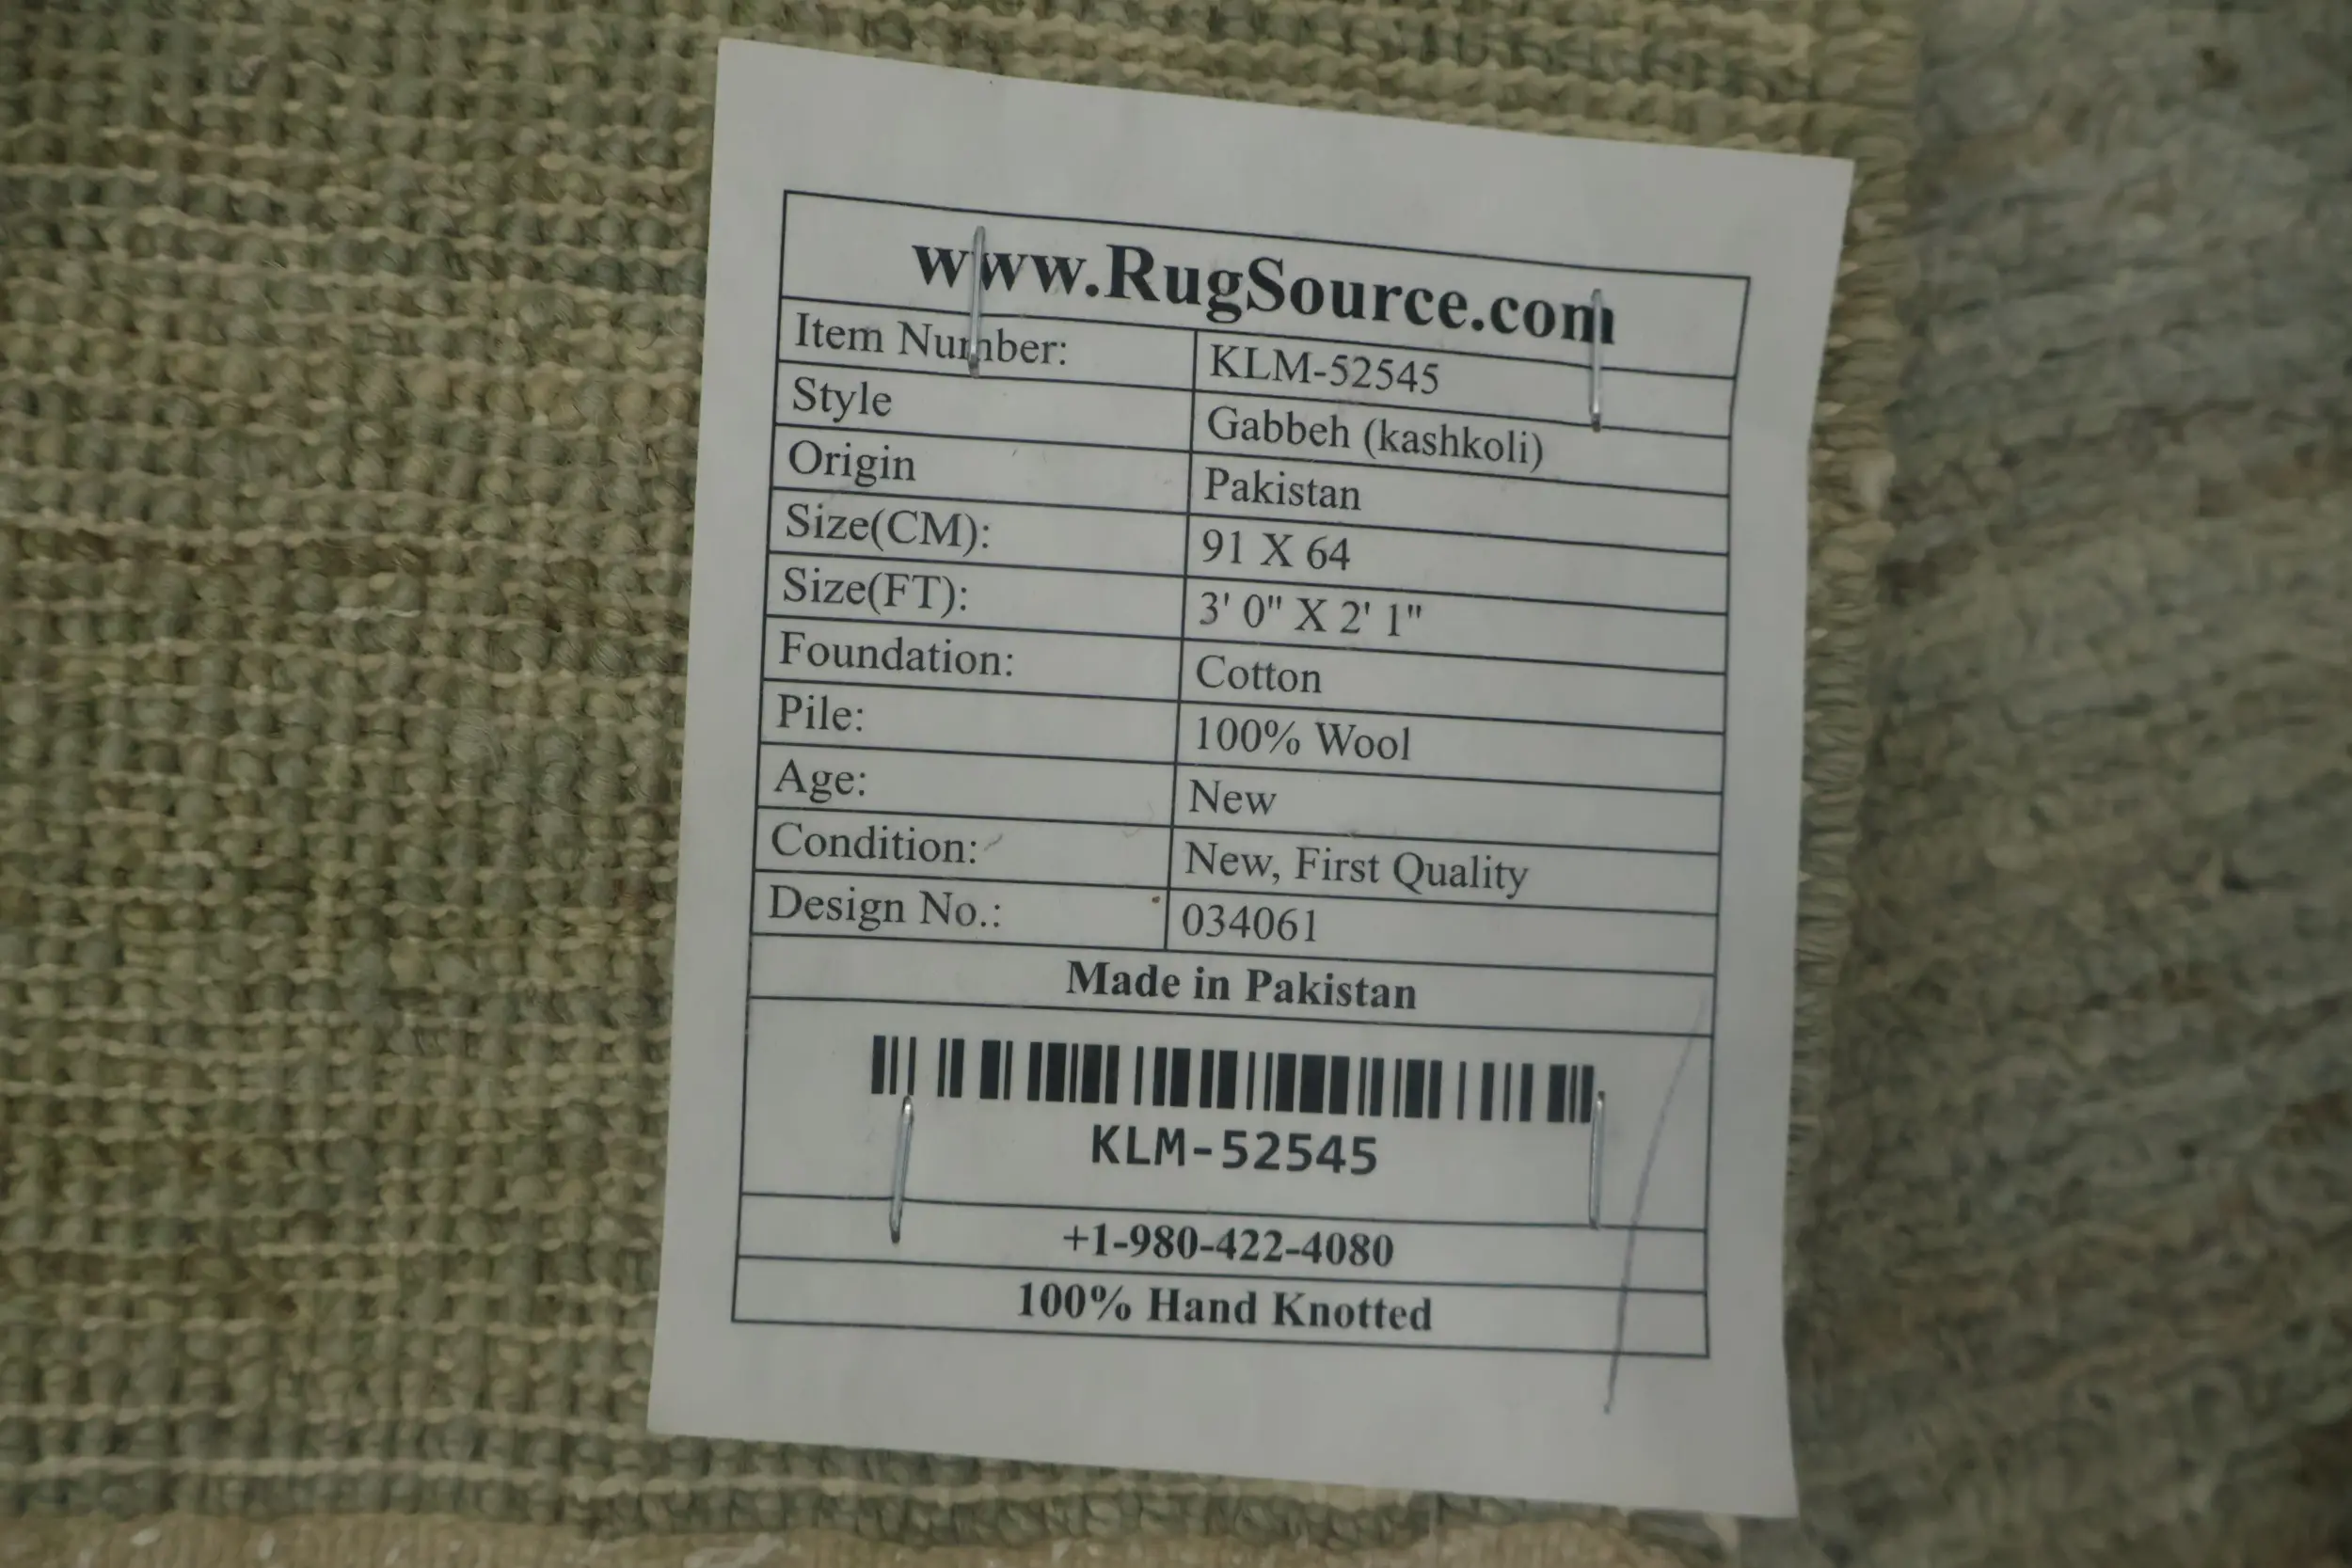 www.RugSource.com
Item Number: KLM-52545
Style Gabbeh (kashkoli)
Origin Pakistan
Size(CM): 91 X 64
Size(FT): 3' 0" X 2' 1"
Foundation: Cotton
Pile: 100% Wool
Age: New
Condition: New, First Quality
Design No.: 034061
Made in Pakistan
KLM-52545
+1-980-422-4080
100% Hand Knotted